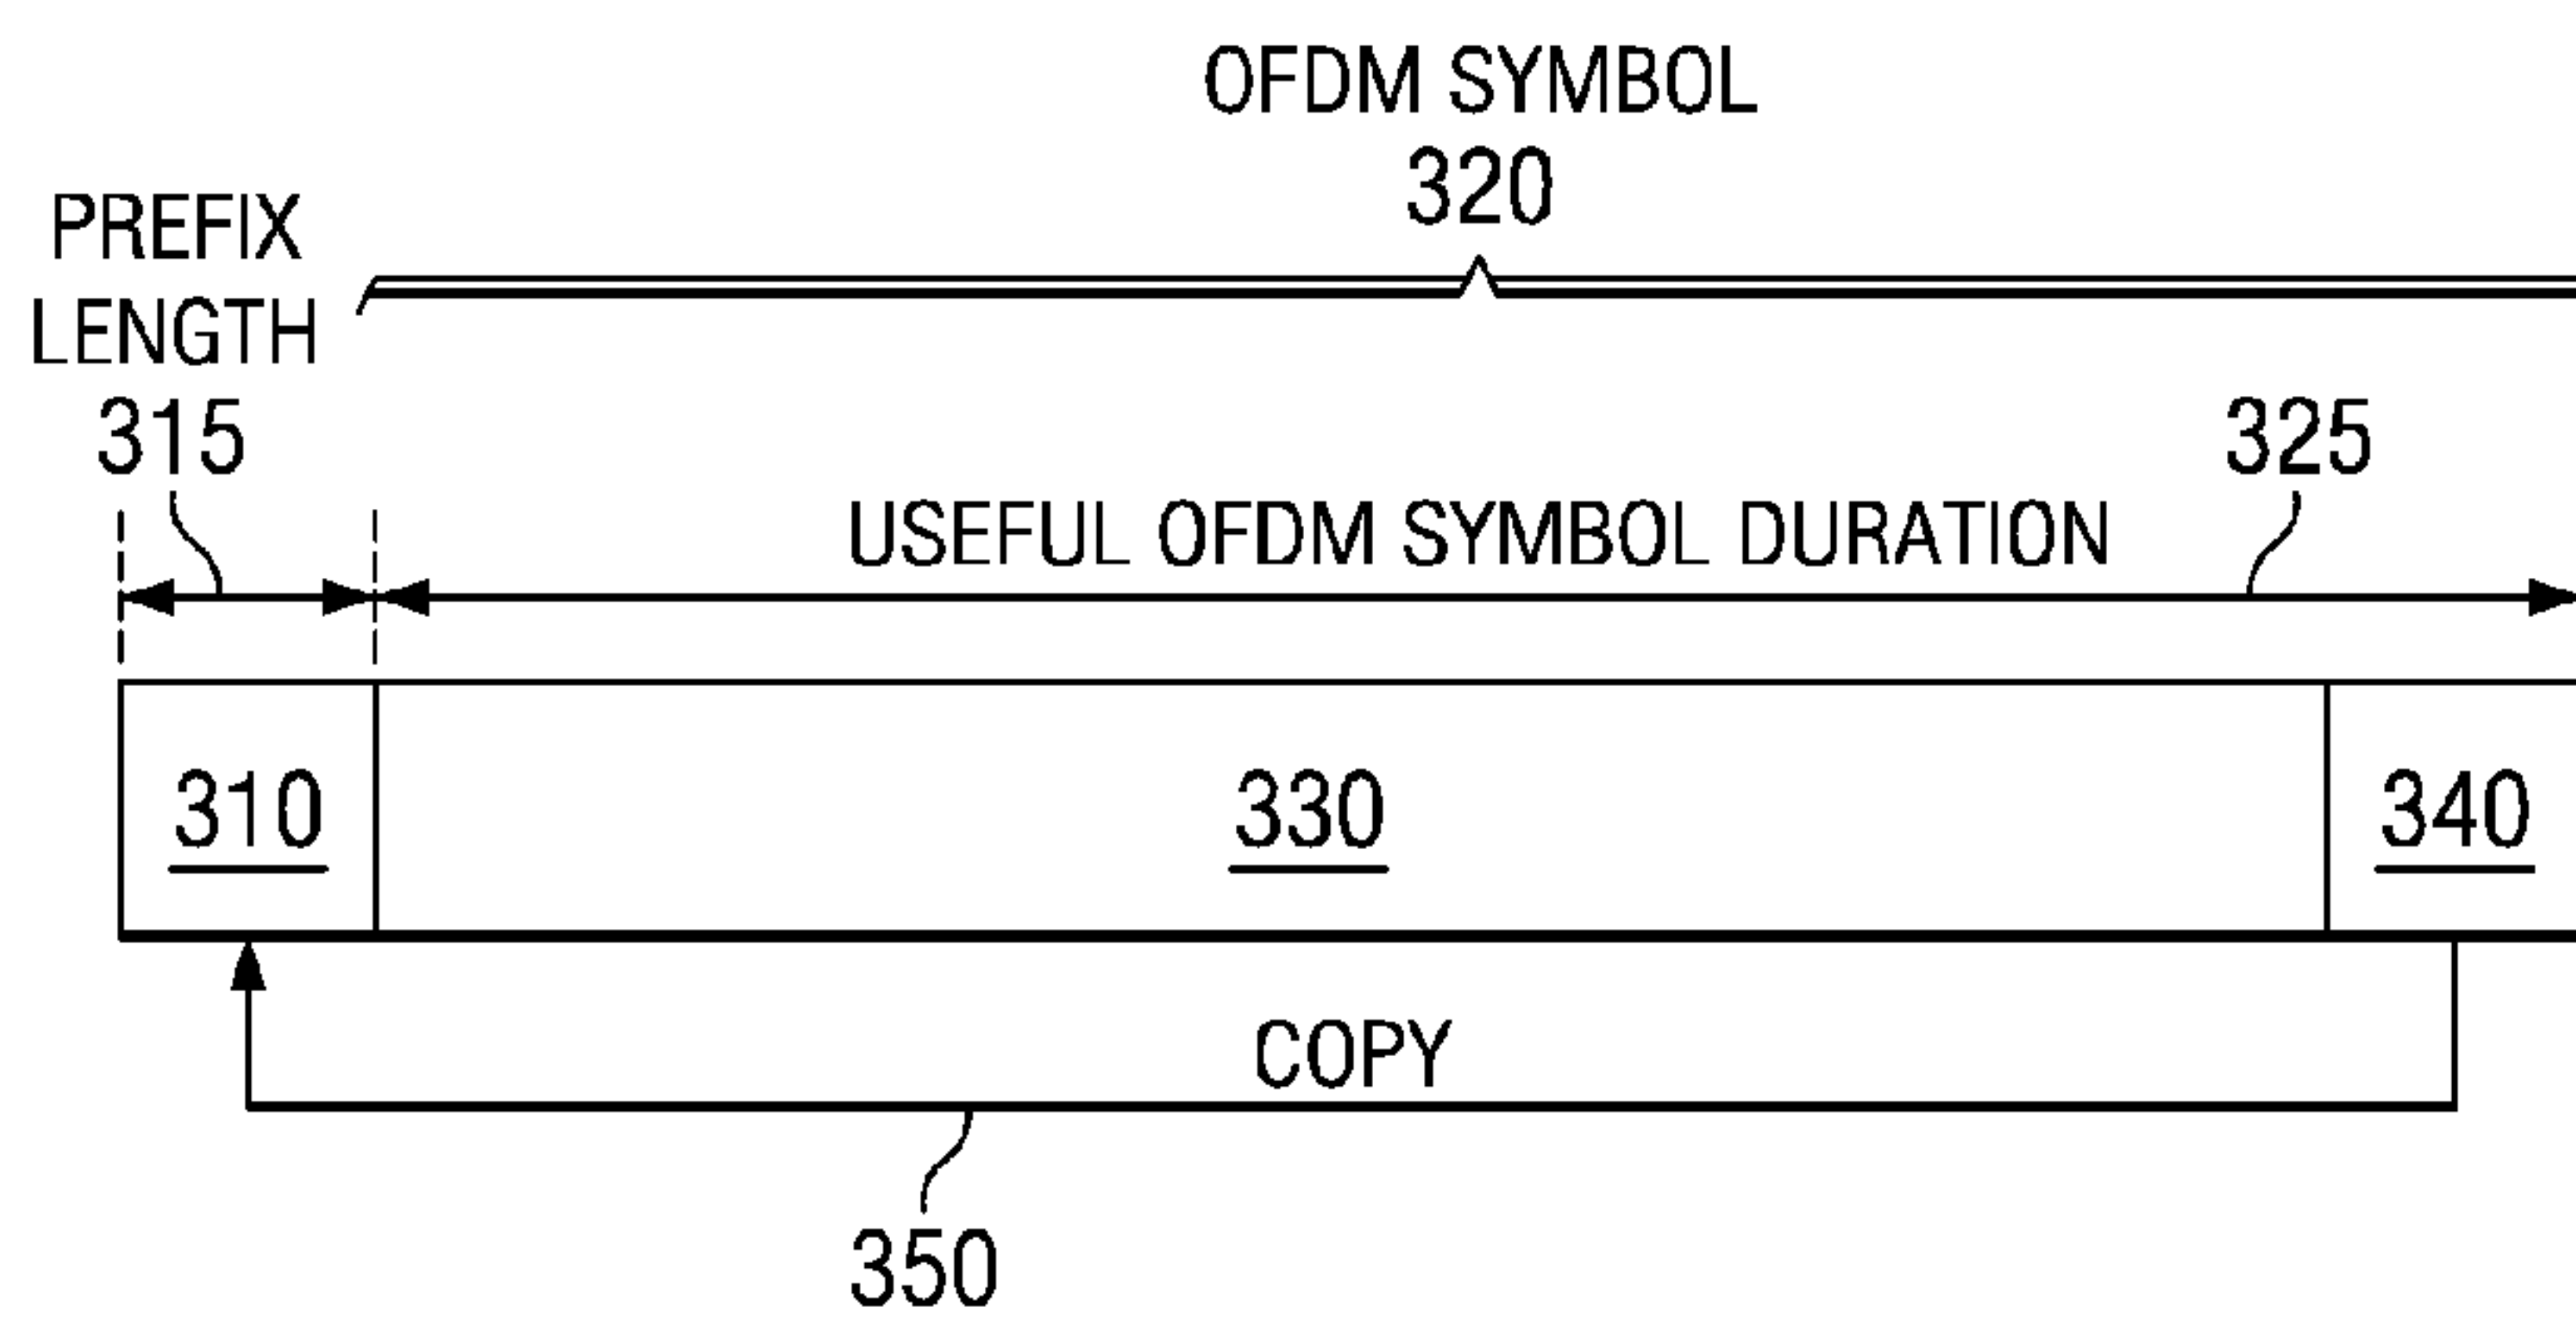 OFDM SYMBOL
320
PREFIX
LENGTH
315
325
USEFUL OFDM SYMBOL DURATION
310
330
340
COPY
350